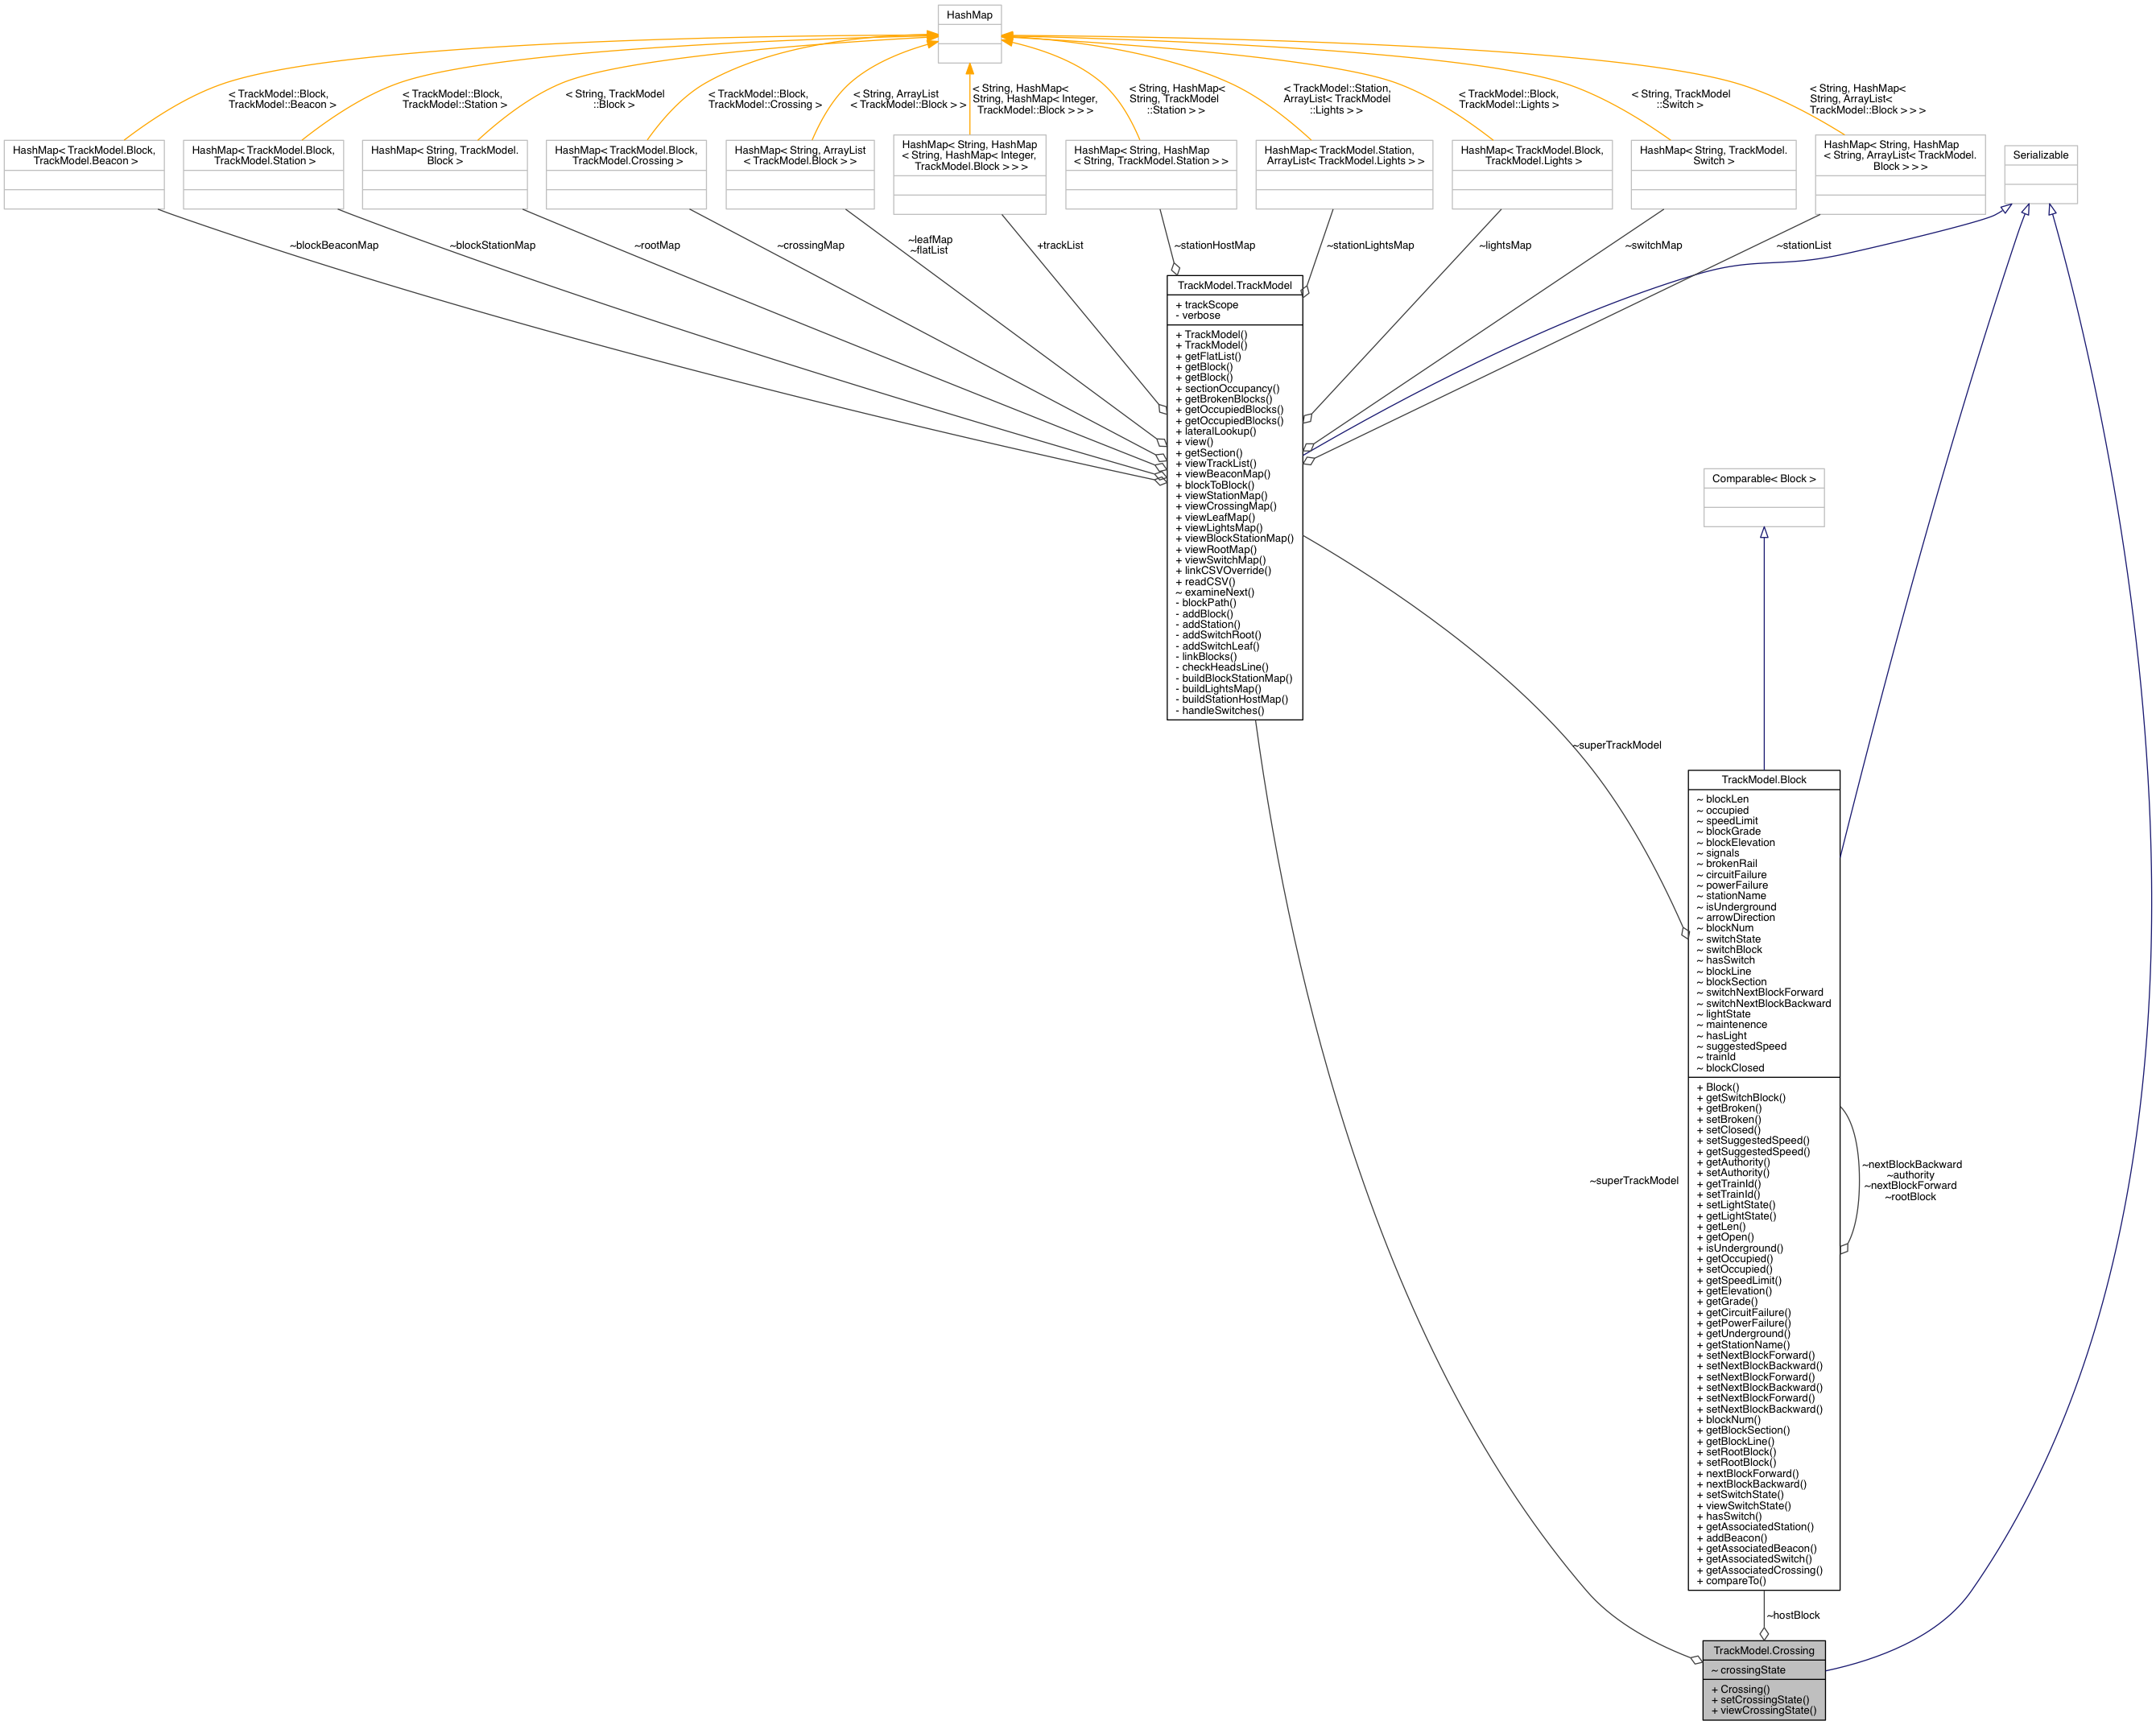 HashMap
< TrackModel::Block,
TrackModel::Beacon >
< TrackModel::Block,
TrackModel::Station >
< String, TrackModel
::Block >
< TrackModel::Block,
TrackModel::Crossing >
< String, ArrayList
< TrackModel::Block > >
< String, HashMap<
String, HashMap< Integer,
TrackModel::Block > > >
< String, HashMap<
String, TrackModel
::Station > >
< TrackModel::Station,
ArrayList< TrackModel
::Lights > >
< TrackModel::Block,
TrackModel::Lights >
< String, TrackModel
::Switch >
< String, HashMap<
String, ArrayList<
TrackModel::Block > > >
HashMap< TrackModel.Block,
TrackModel.Beacon >
HashMap< TrackModel.Block,
TrackModel.Station >
HashMap< String, TrackModel.
Block >
HashMap< TrackModel.Block,
TrackModel.Crossing >
HashMap< String, ArrayList
< TrackModel.Block > >
HashMap< String, HashMap
< String, HashMap< Integer,
TrackModel.Block > > >
HashMap< String, HashMap
< String, TrackModel.Station > >
HashMap< TrackModel.Station,
ArrayList< TrackModel.Lights > >
HashMap< TrackModel.Block,
TrackModel.Lights >
HashMap< String, TrackModel.
Switch >
HashMap< String, HashMap
< String, ArrayList< TrackModel.
Block > > >
Serializable
~blockBeaconMap
~blockStationMap
~rootMap
~crossingMap
~leafMap
~flatList
+trackList
~stationHostMap
~stationLightsMap
~lightsMap
~switchMap
~stationList
TrackModel.TrackModel
+ trackScope
- verbose
+ TrackModel()
+ TrackModel()
+ getFlatList()
+ getBlock()
+ getBlock()
+ sectionOccupancy()
+ getBrokenBlocks()
+ getOccupiedBlocks()
+ getOccupiedBlocks()
+ lateralLookup()
+ view()
+ getSection()
+ viewTrackList()
+ viewBeaconMap()
+ blockToBlock()
+ viewStationMap()
+ viewCrossingMap()
+ viewLeafMap()
+ viewLightsMap()
+ viewBlockStationMap()
+ viewRootMap()
+ viewSwitchMap()
+ linkCSVOverride()
+ readCSV()
~ examineNext()
- blockPath()
- addBlock()
- addStation()
- addSwitchRoot()
- addSwitchLeaf()
- linkBlocks()
- checkHeadsLine()
- buildBlockStationMap()
- buildLightsMap()
- buildStationHostMap()
- handleSwitches()
Comparable< Block >
~superTrackModel
TrackModel.Block
~ blockLen
~ occupied
~ speedLimit
~ blockGrade
~ blockElevation
~ signals
~ brokenRail
~ circuitFailure
~ powerFailure
~ stationName
~ isUnderground
~ arrowDirection
~ blockNum
~ switchState
~ switchBlock
~ hasSwitch
~ blockLine
~ blockSection
~ switchNextBlockForward
~ switchNextBlockBackward
~ lightState
~ maintenence
~ hasLight
~ suggestedSpeed
~ trainId
~ blockClosed
+ Block()
+ getSwitchBlock()
+ getBroken()
+ setBroken()
+ setClosed()
+ setSuggestedSpeed()
+ getSuggestedSpeed()
+ getAuthority()
+ setAuthority()
+ getTrainId()
+ setTrainId()
+ setLightState()
+ getLightState()
+ getLen()
+ getOpen()
+ isUnderground()
+ getOccupied()
+ setOccupied()
+ getSpeedLimit()
+ getElevation()
+ getGrade()
+ getCircuitFailure()
+ getPowerFailure()
+ getUnderground()
+ getStationName()
+ setNextBlockForward()
+ setNextBlockBackward()
+ setNextBlockForward()
+ setNextBlockBackward()
+ setNextBlockForward()
+ setNextBlockBackward()
+ blockNum()
+ getBlockSection()
+ getBlockLine()
+ setRootBlock()
+ setRootBlock()
+ nextBlockForward()
+ nextBlockBackward()
+ setSwitchState()
+ viewSwitchState()
+ hasSwitch()
+ getAssociatedStation()
+ addBeacon()
+ getAssociatedBeacon()
+ getAssociatedSwitch()
+ getAssociatedCrossing()
+ compareTo()
~nextBlockBackward
~authority
~nextBlockForward
~rootBlock
~superTrackModel
~hostBlock
TrackModel.Crossing
~ crossingState
+ Crossing()
+ setCrossingState()
+ viewCrossingState()